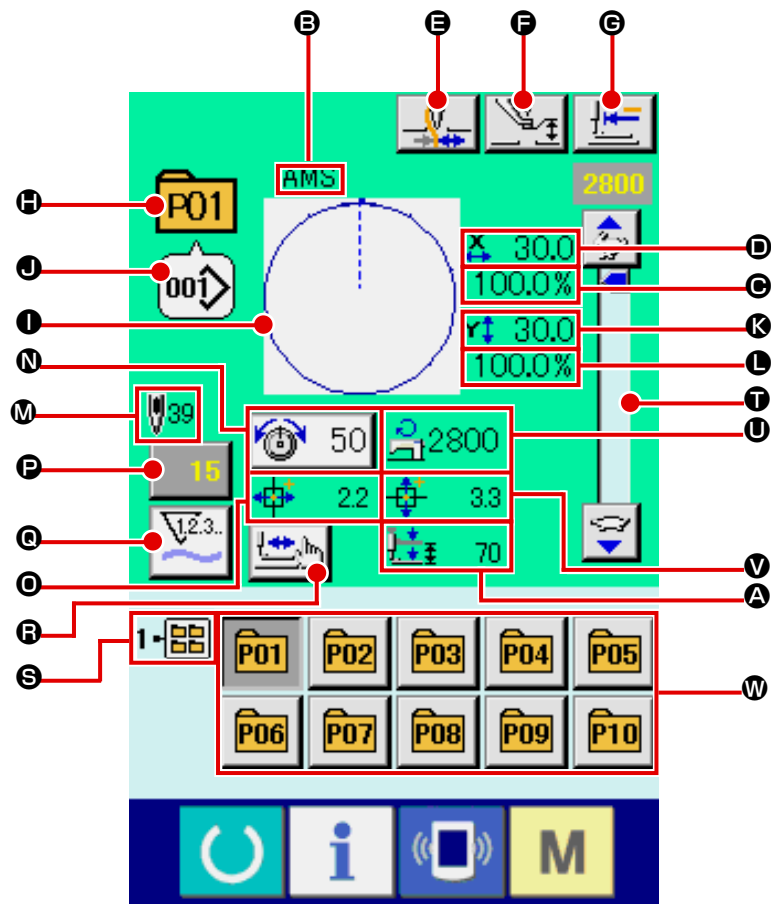 B E F G
AMS 2800
H P01
X 30.0 D
J 001 100.0% C
I Y 30.0 K
N 100.0% L
M 39 T
50 2800 U
P 15
2.2 3.3
Q 1.2.3..
70
O V
R A
1
S P01 P02 P03 P04 P05
W
P06 P07 P08 P09 P10
i M